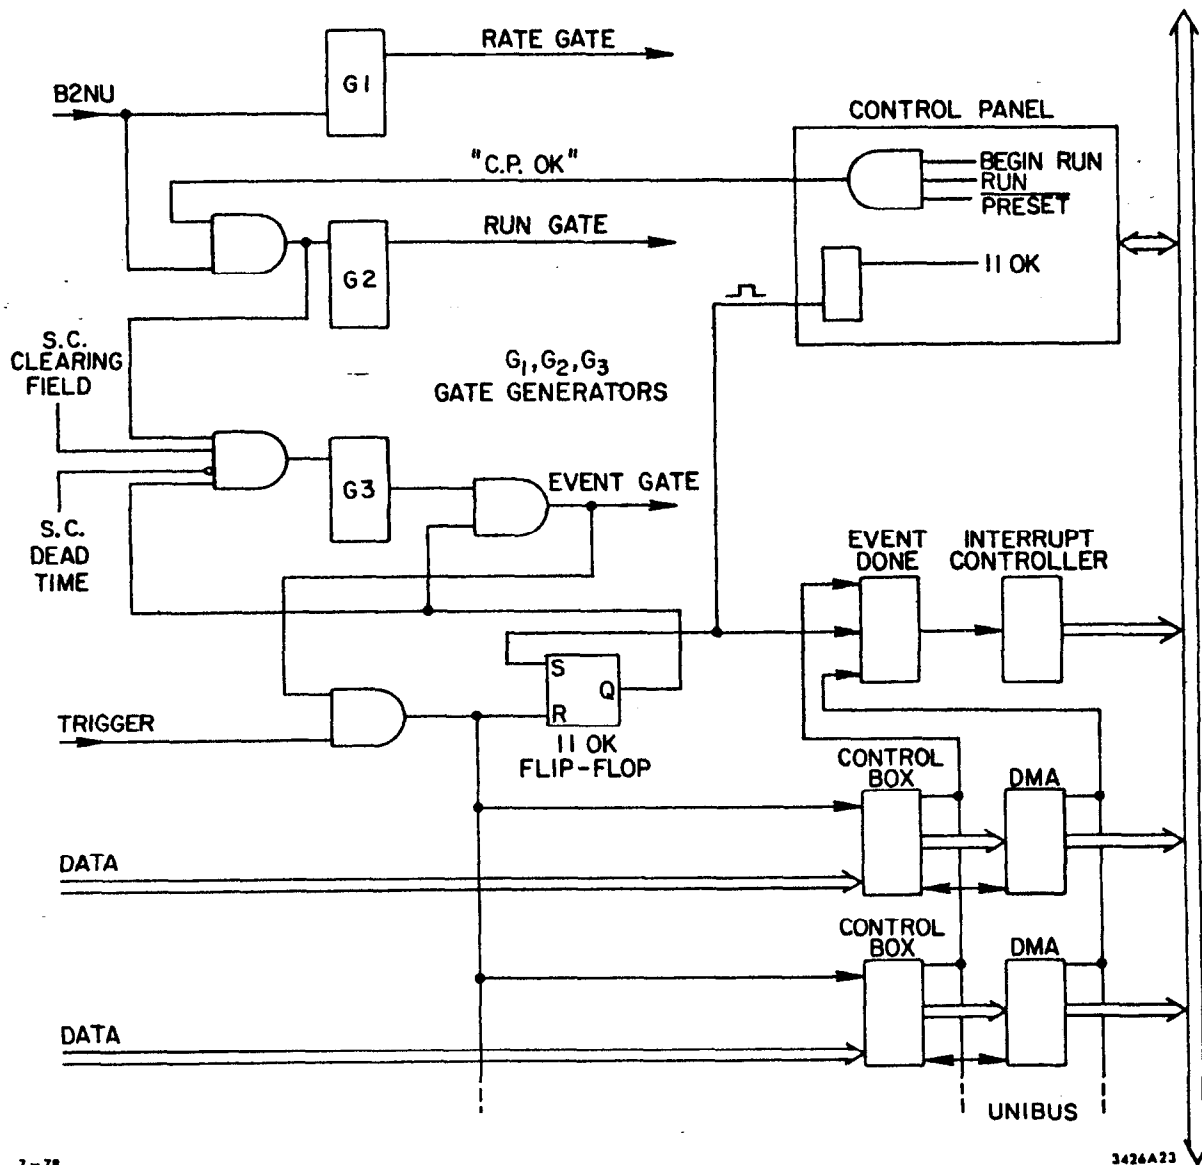 RATE GATE
G1
B2NU
CONTROL PANEL
"C.P. OK"
BEGIN RUN
RUN
PRESET
RUN GATE
G2
11 OK
S.C.
CLEARING
FIELD
G1, G2, G3
GATE GENERATORS
G3
EVENT GATE
S.C.
DEAD
TIME
EVENT
DONE
INTERRUPT
CONTROLLER
S
Q
R
TRIGGER
11 OK
FLIP-FLOP
CONTROL
BOX
DMA
DATA
CONTROL
BOX
DMA
DATA
UNIBUS
7-78
3426A23